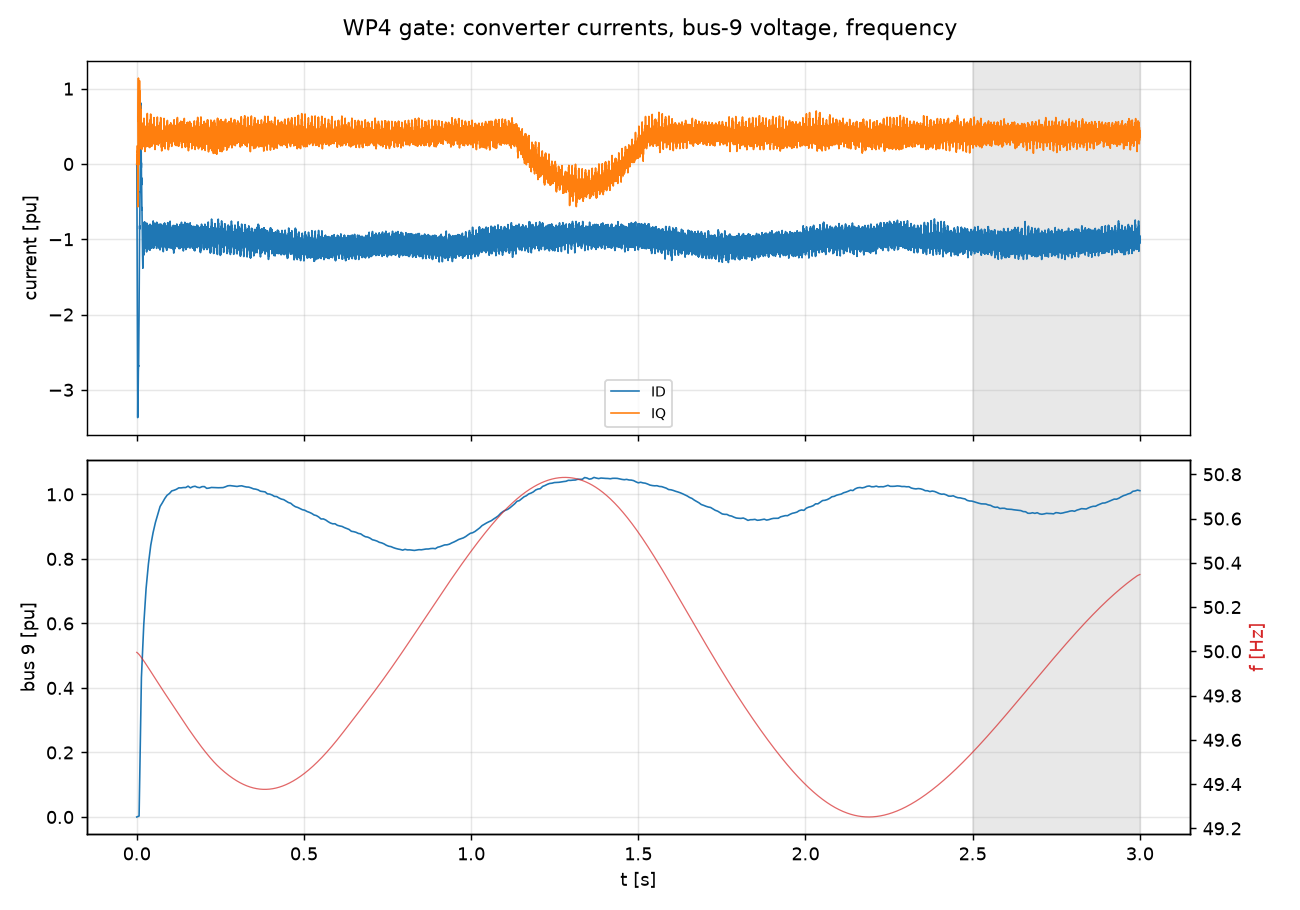 WP4 gate: converter currents, bus-9 voltage, frequency
1
0
−1
−2
−3
current [pu]
ID
IQ
1.0
0.8
0.6
0.4
0.2
0.0
bus 9 [pu]
50.8
50.6
50.4
50.2
50.0
49.8
49.6
49.4
49.2
f [Hz]
0.0 0.5 1.0 1.5 2.0 2.5 3.0
t [s]